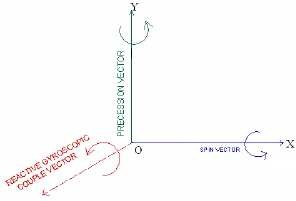 Y
PRECESSION VECTOR
X
O
SPIN VECTOR
REACTIVE GYROSCOPIC
COUPLE VECTOR